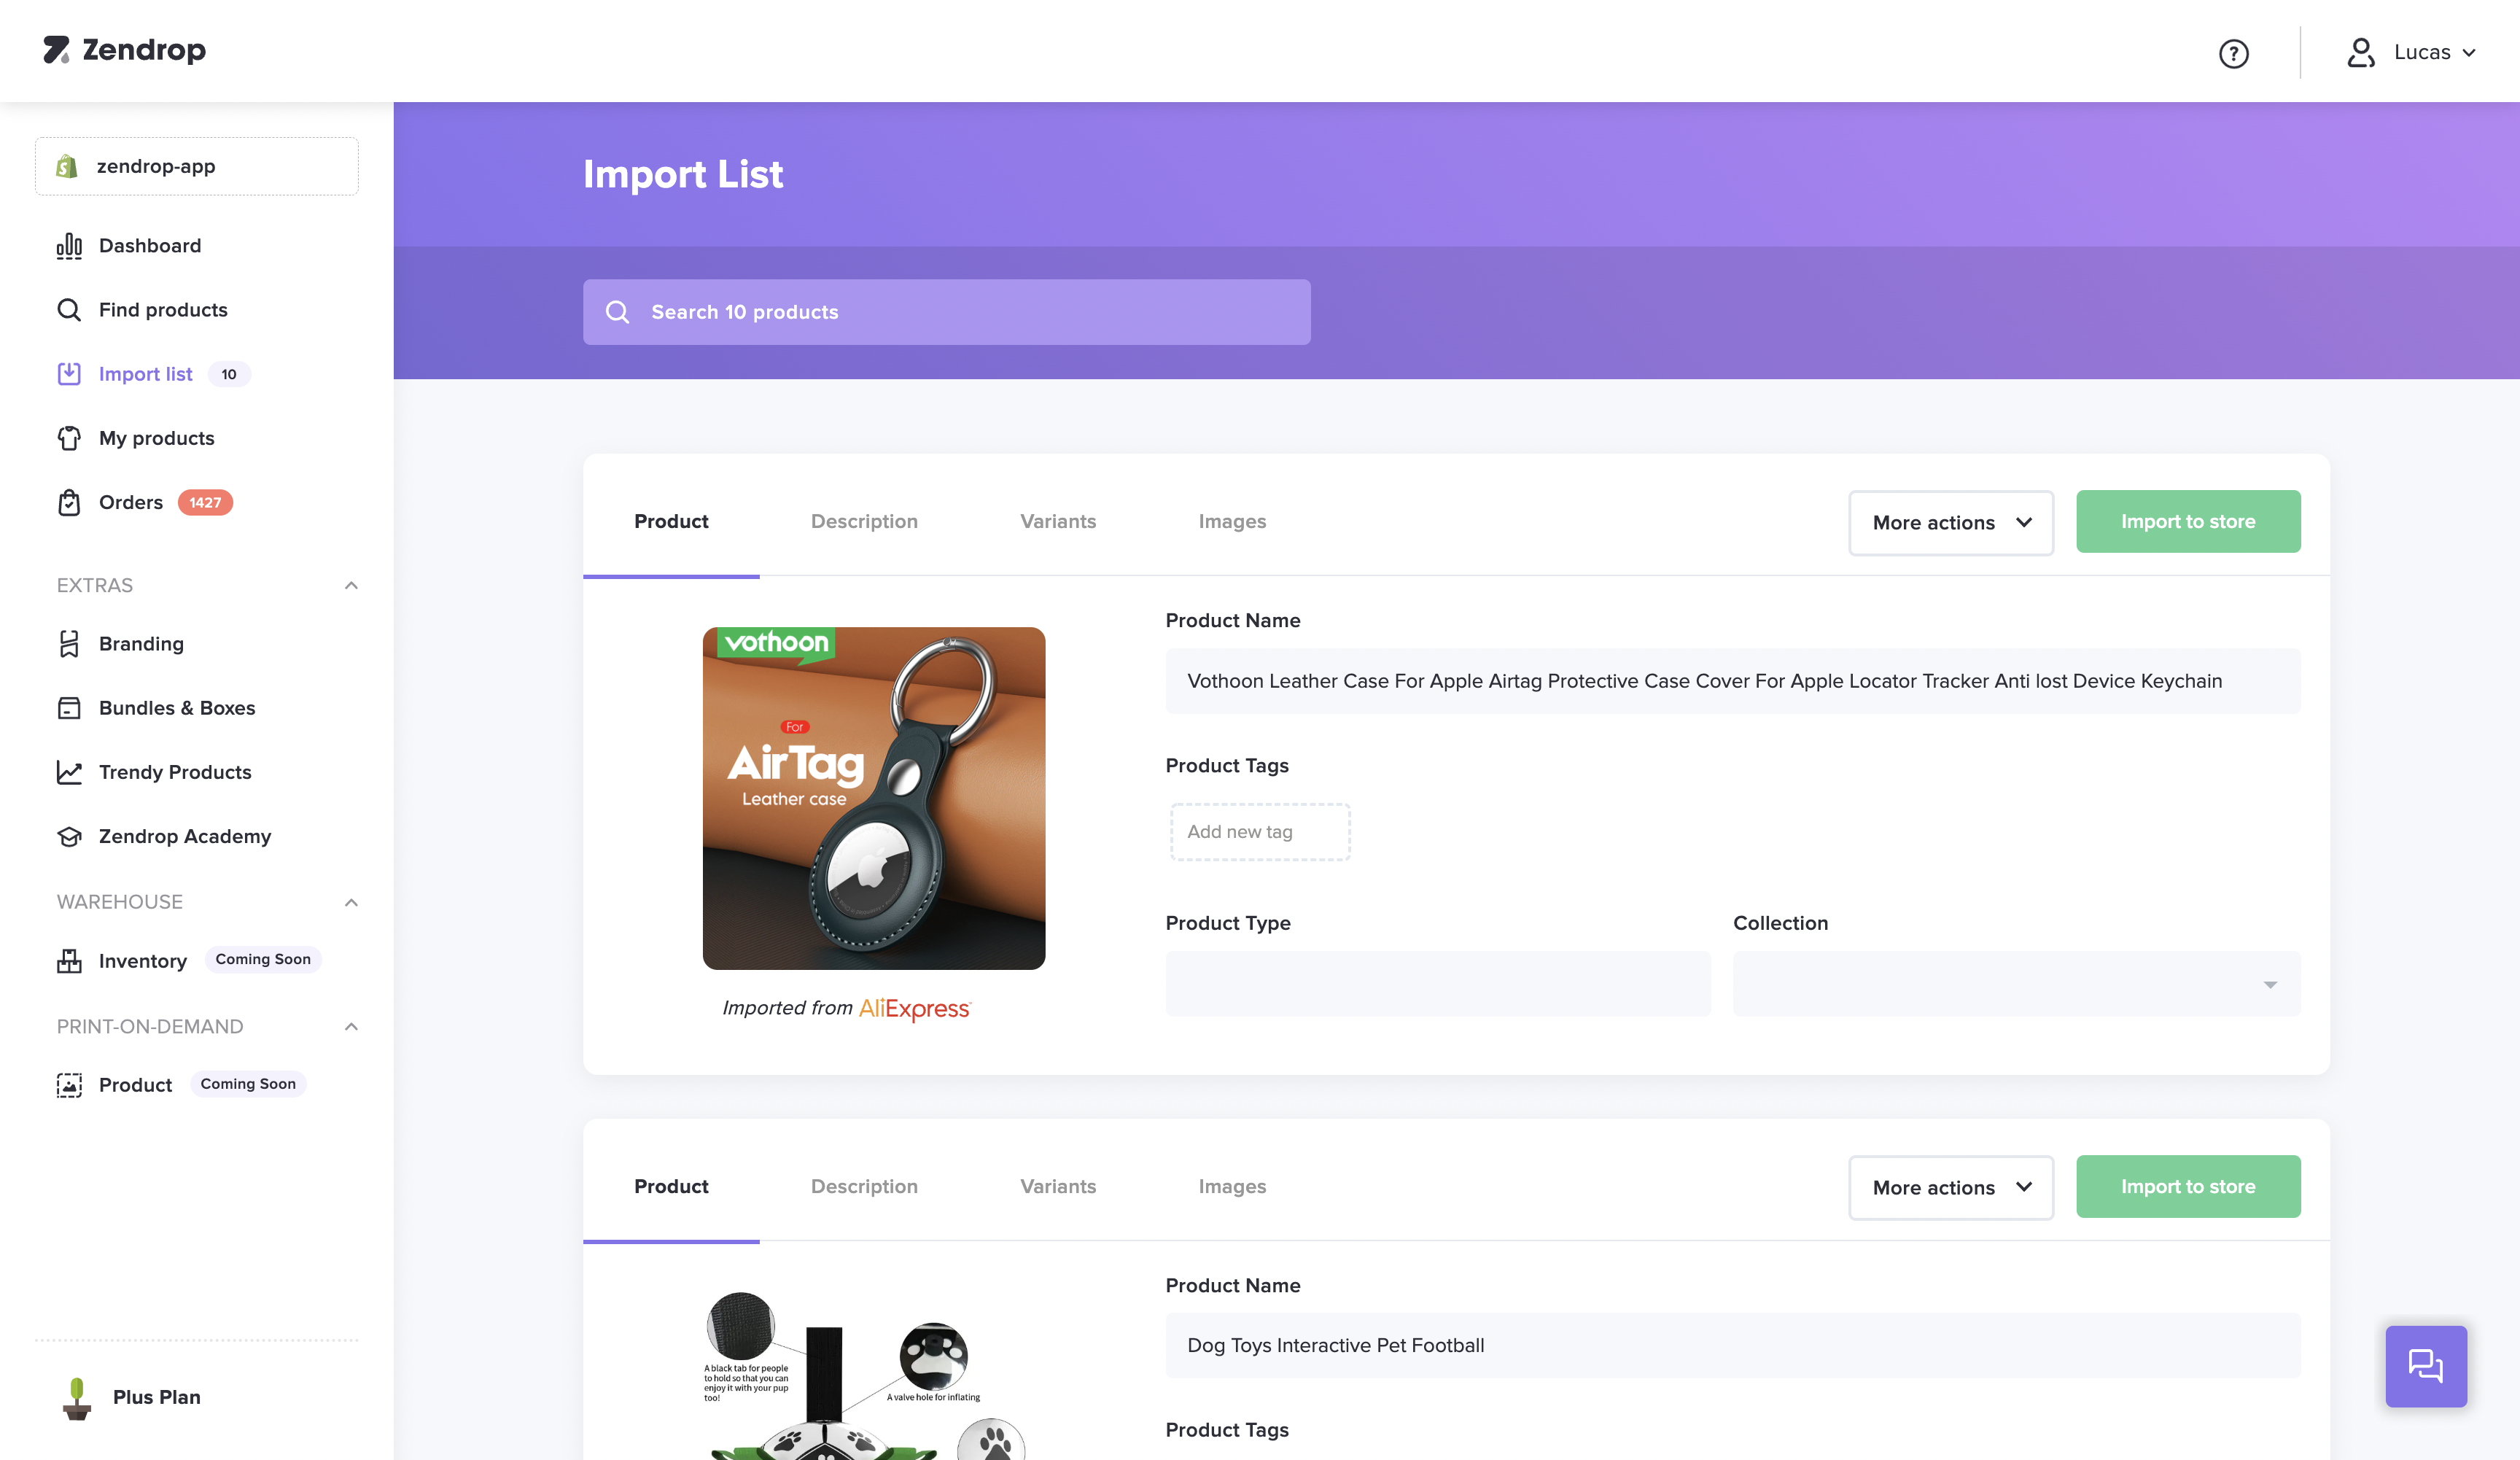 Zendrop
?
Lucas
zendrop-app
Dashboard
Find products
Import list 10
My products
Orders 1427
EXTRAS
Branding
Bundles & Boxes
Trendy Products
Zendrop Academy
WAREHOUSE
Inventory Coming Soon
PRINT-ON-DEMAND
Product Coming Soon
Plus Plan
Import List
Search 10 products
Product Description Variants Images More actions Import to store
vothoon
For
AirTag
Leather case
Imported from AliExpress
Product Name
Vothoon Leather Case For Apple Airtag Protective Case Cover For Apple Locator Tracker Anti lost Device Keychain
Product Tags
Add new tag
Product Type Collection
Product Description Variants Images More actions Import to store
A black tab for people
to hold so that you can
enjoy it with your pup
too!
A valve hole for inflating
Product Name
Dog Toys Interactive Pet Football
Product Tags